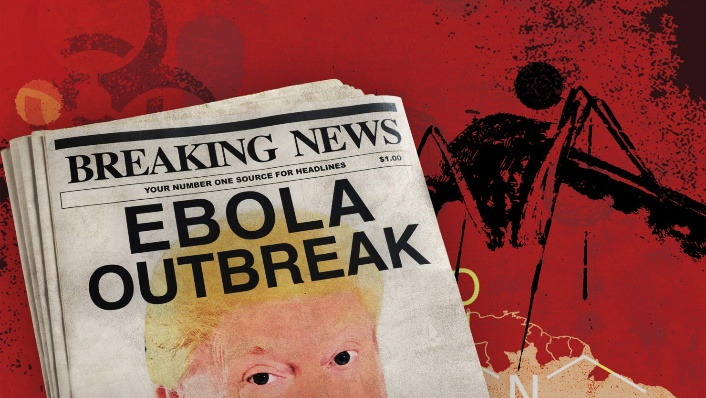 BREAKING NEWS
YOUR NUMBER ONE SOURCE FOR HEADLINES $1.00
EBOLA
OUTBREAK
O
N